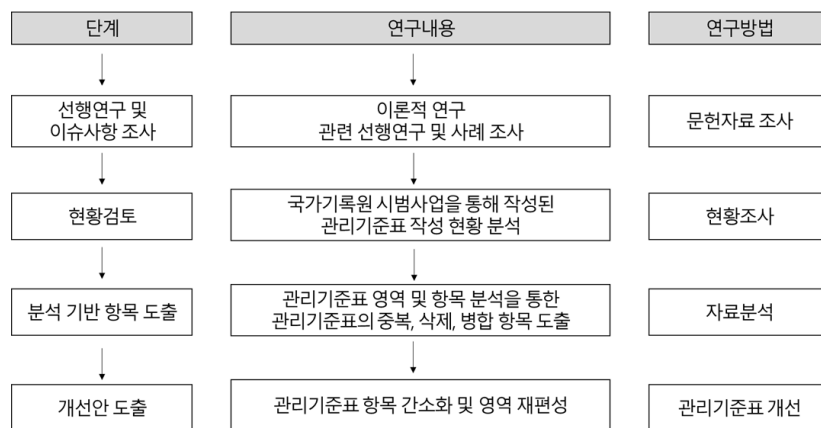 단계
연구내용
연구방법
선행연구 및
이슈사항 조사
이론적 연구
관련 선행연구 및 사례 조사
문헌자료 조사
현황검토
국가기록원 시범사업을 통해 작성된
관리기준표 작성 현황 분석
현황조사
분석 기반 항목 도출
관리기준표 영역 및 항목 분석을 통한
관리기준표의 중복, 삭제, 병합 항목 도출
자료분석
개선안 도출
관리기준표 항목 간소화 및 영역 재편성
관리기준표 개선